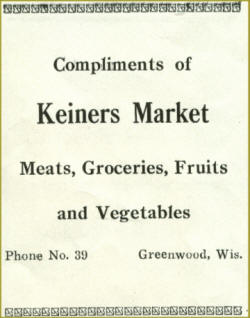 Compliments of
Keiners Market
Meats, Groceries, Fruits
and Vegetables
Phone No. 39 Greenwood, Wis.